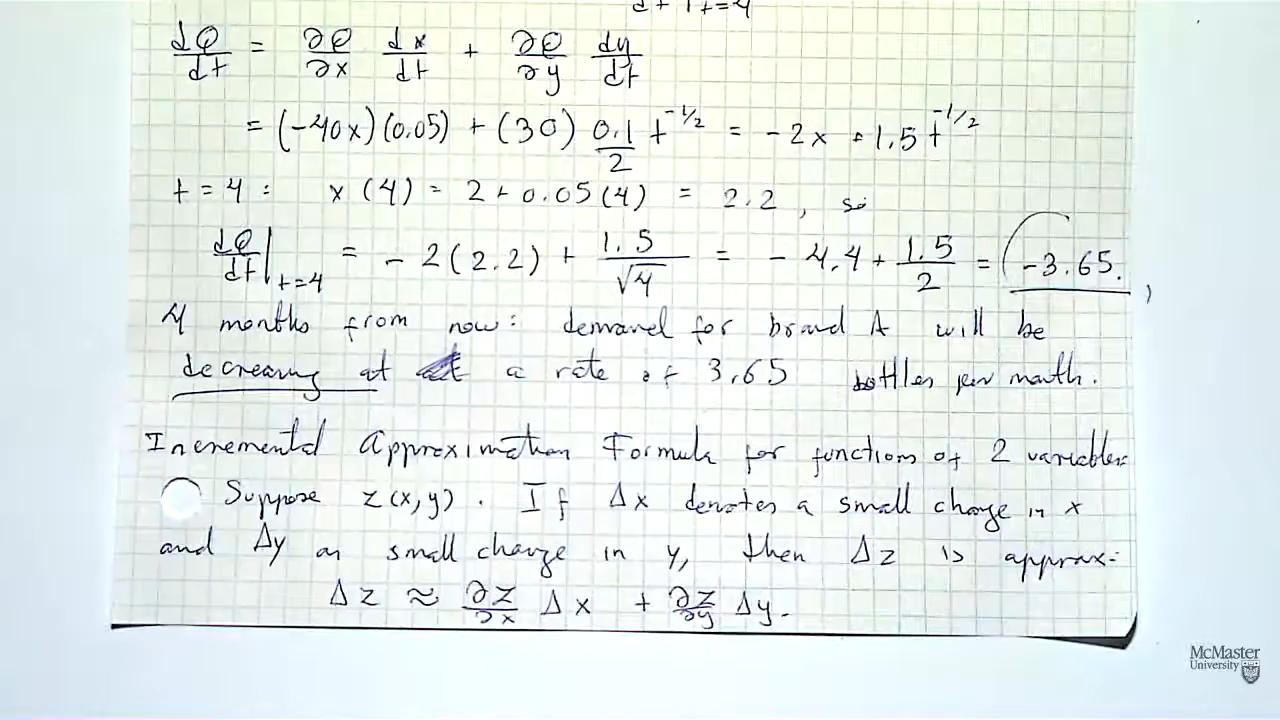 t=4
dQ/dt = ∂Q/∂x dx/dt + ∂Q/∂y dy/dt
= (-40x)(0.05) + (30) 0.1/2 t^-1/2 = -2x + 1.5 t^-1/2
t = 4 : x(4) = 2 + 0.05(4) = 2.2 , so
dQ/dt|t=4 = - 2(2.2) + 1.5/√4 = - 4.4 + 1.5/2 = -3.65. ,
4 months from now: demand for brand A will be
decreasing at a rate of 3.65 bottles per month.
Incremental Approximation Formula for functions of 2 variables
Suppose z(x,y). If Δx denotes a small change in x
and Δy a small change in y, then Δz is approx:
Δz ≈ ∂z/∂x Δx + ∂z/∂y Δy.
McMaster
University